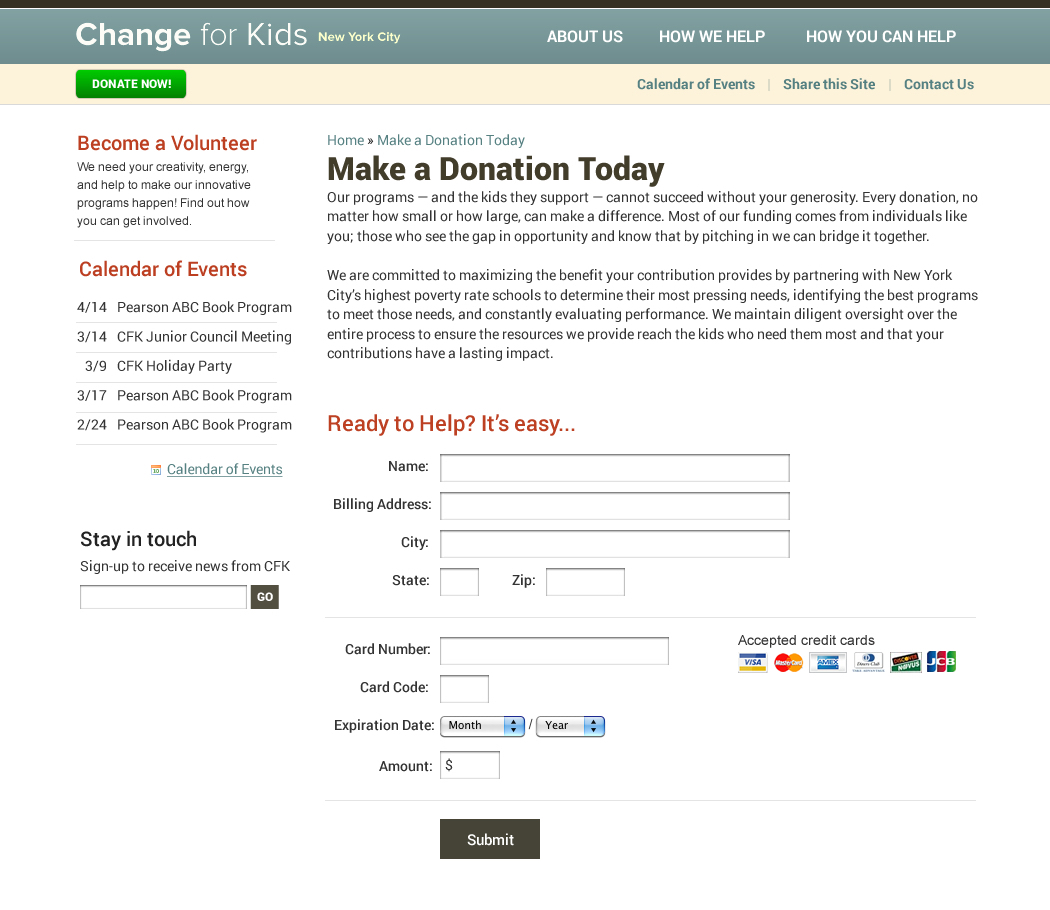 Change for Kids New York City
ABOUT US HOW WE HELP HOW YOU CAN HELP
DONATE NOW!
Calendar of Events | Share this Site | Contact Us
Become a Volunteer
We need your creativity, energy,
and help to make our innovative
programs happen! Find out how
you can get involved.
Calendar of Events
4/14 Pearson ABC Book Program
3/14 CFK Junior Council Meeting
3/9 CFK Holiday Party
3/17 Pearson ABC Book Program
2/24 Pearson ABC Book Program
Calendar of Events
Stay in touch
Sign-up to receive news from CFK
GO
Home » Make a Donation Today
Make a Donation Today
Our programs — and the kids they support — cannot succeed without your generosity. Every donation, no
matter how small or how large, can make a difference. Most of our funding comes from individuals like
you; those who see the gap in opportunity and know that by pitching in we can bridge it together.
We are committed to maximizing the benefit your contribution provides by partnering with New York
City’s highest poverty rate schools to determine their most pressing needs, identifying the best programs
to meet those needs, and constantly evaluating performance. We maintain diligent oversight over the
entire process to ensure the resources we provide reach the kids who need them most and that your
contributions have a lasting impact.
Ready to Help? It’s easy...
Name:
Billing Address:
City:
State: Zip:
Card Number:
Card Code:
Expiration Date: Month / Year
Amount: $
Accepted credit cards
VISA MasterCard AMEX Diners Club DISCOVER NOVUS JCB
Submit